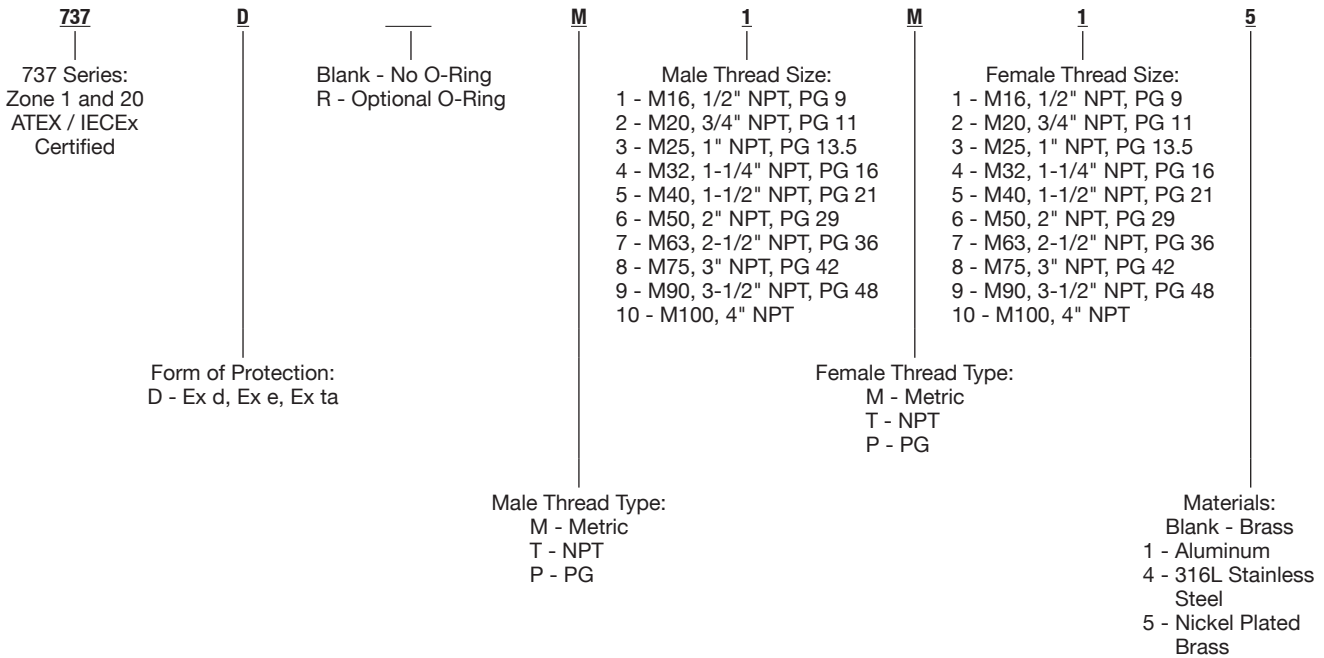 737 D ____ M 1 M 1 5
737 Series:
Zone 1 and 20
ATEX / IECEx
Certified
Blank - No O-Ring
R - Optional O-Ring
Male Thread Size:
1 - M16, 1/2" NPT, PG 9
2 - M20, 3/4" NPT, PG 11
3 - M25, 1" NPT, PG 13.5
4 - M32, 1-1/4" NPT, PG 16
5 - M40, 1-1/2" NPT, PG 21
6 - M50, 2" NPT, PG 29
7 - M63, 2-1/2" NPT, PG 36
8 - M75, 3" NPT, PG 42
9 - M90, 3-1/2" NPT, PG 48
10 - M100, 4" NPT
Female Thread Size:
1 - M16, 1/2" NPT, PG 9
2 - M20, 3/4" NPT, PG 11
3 - M25, 1" NPT, PG 13.5
4 - M32, 1-1/4" NPT, PG 16
5 - M40, 1-1/2" NPT, PG 21
6 - M50, 2" NPT, PG 29
7 - M63, 2-1/2" NPT, PG 36
8 - M75, 3" NPT, PG 42
9 - M90, 3-1/2" NPT, PG 48
10 - M100, 4" NPT
Form of Protection:
D - Ex d, Ex e, Ex ta
Female Thread Type:
M - Metric
T - NPT
P - PG
Male Thread Type:
M - Metric
T - NPT
P - PG
Materials:
Blank - Brass
1 - Aluminum
4 - 316L Stainless
Steel
5 - Nickel Plated
Brass